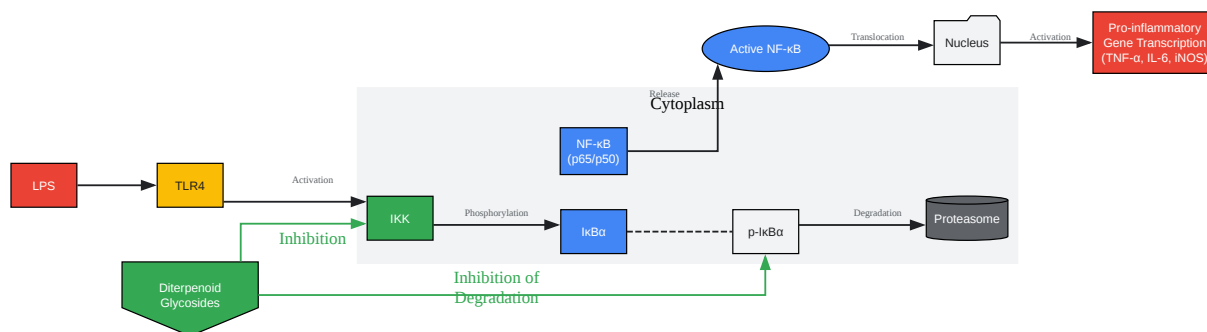 Pro-inflammatory
Gene Transcription
(TNF-α, IL-6, iNOS)
Active NF-κB
Translocation
Nucleus
Activation
Release
Cytoplasm
NF-κB
(p65/p50)
LPS
TLR4
Activation
IKK
Phosphorylation
IκBα
p-IκBα
Degradation
Proteasome
Inhibition
Inhibition of
Degradation
Diterpenoid
Glycosides